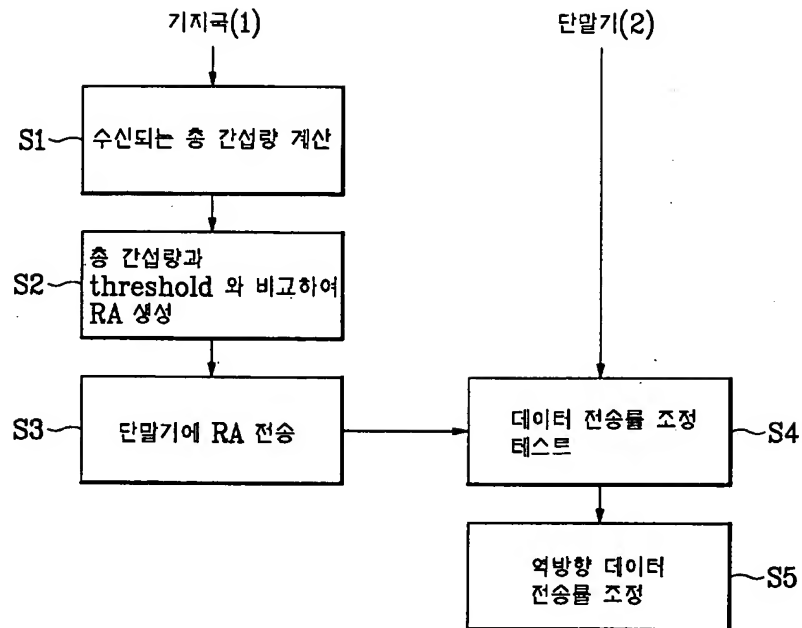 기지국(1)
단말기(2)
S1
수신되는 총 간섭량 계산
S2
총 간섭량과
threshold 와 비고하여
RA 생성
S3
단말기에 RA 전송
데이터 전송률 조정
테스트
S4
역방향 데이터
전송률 조정
S5